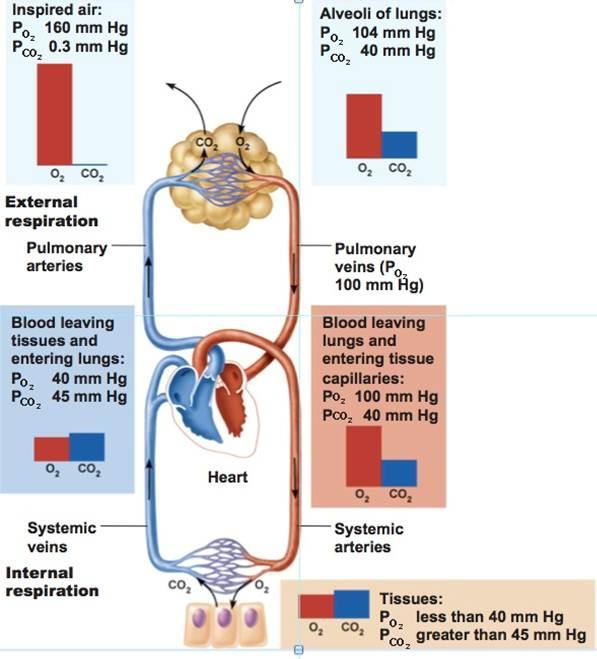 Inspired air:
PO2 160 mm Hg
PCO2 0.3 mm Hg
O2 CO2
Alveoli of lungs:
PO2 104 mm Hg
PCO2 40 mm Hg
O2 CO2
CO2 O2
External
respiration
Pulmonary
arteries
Pulmonary
veins (PO2
100 mm Hg)
Blood leaving
tissues and
entering lungs:
PO2 40 mm Hg
PCO2 45 mm Hg
O2 CO2
Blood leaving
lungs and
entering tissue
capillaries:
PO2 100 mm Hg
PCO2 40 mm Hg
O2 CO2
Heart
Systemic
veins
Systemic
arteries
Internal
respiration
CO2 O2
Tissues:
PO2 less than 40 mm Hg
PCO2 greater than 45 mm Hg
O2 CO2